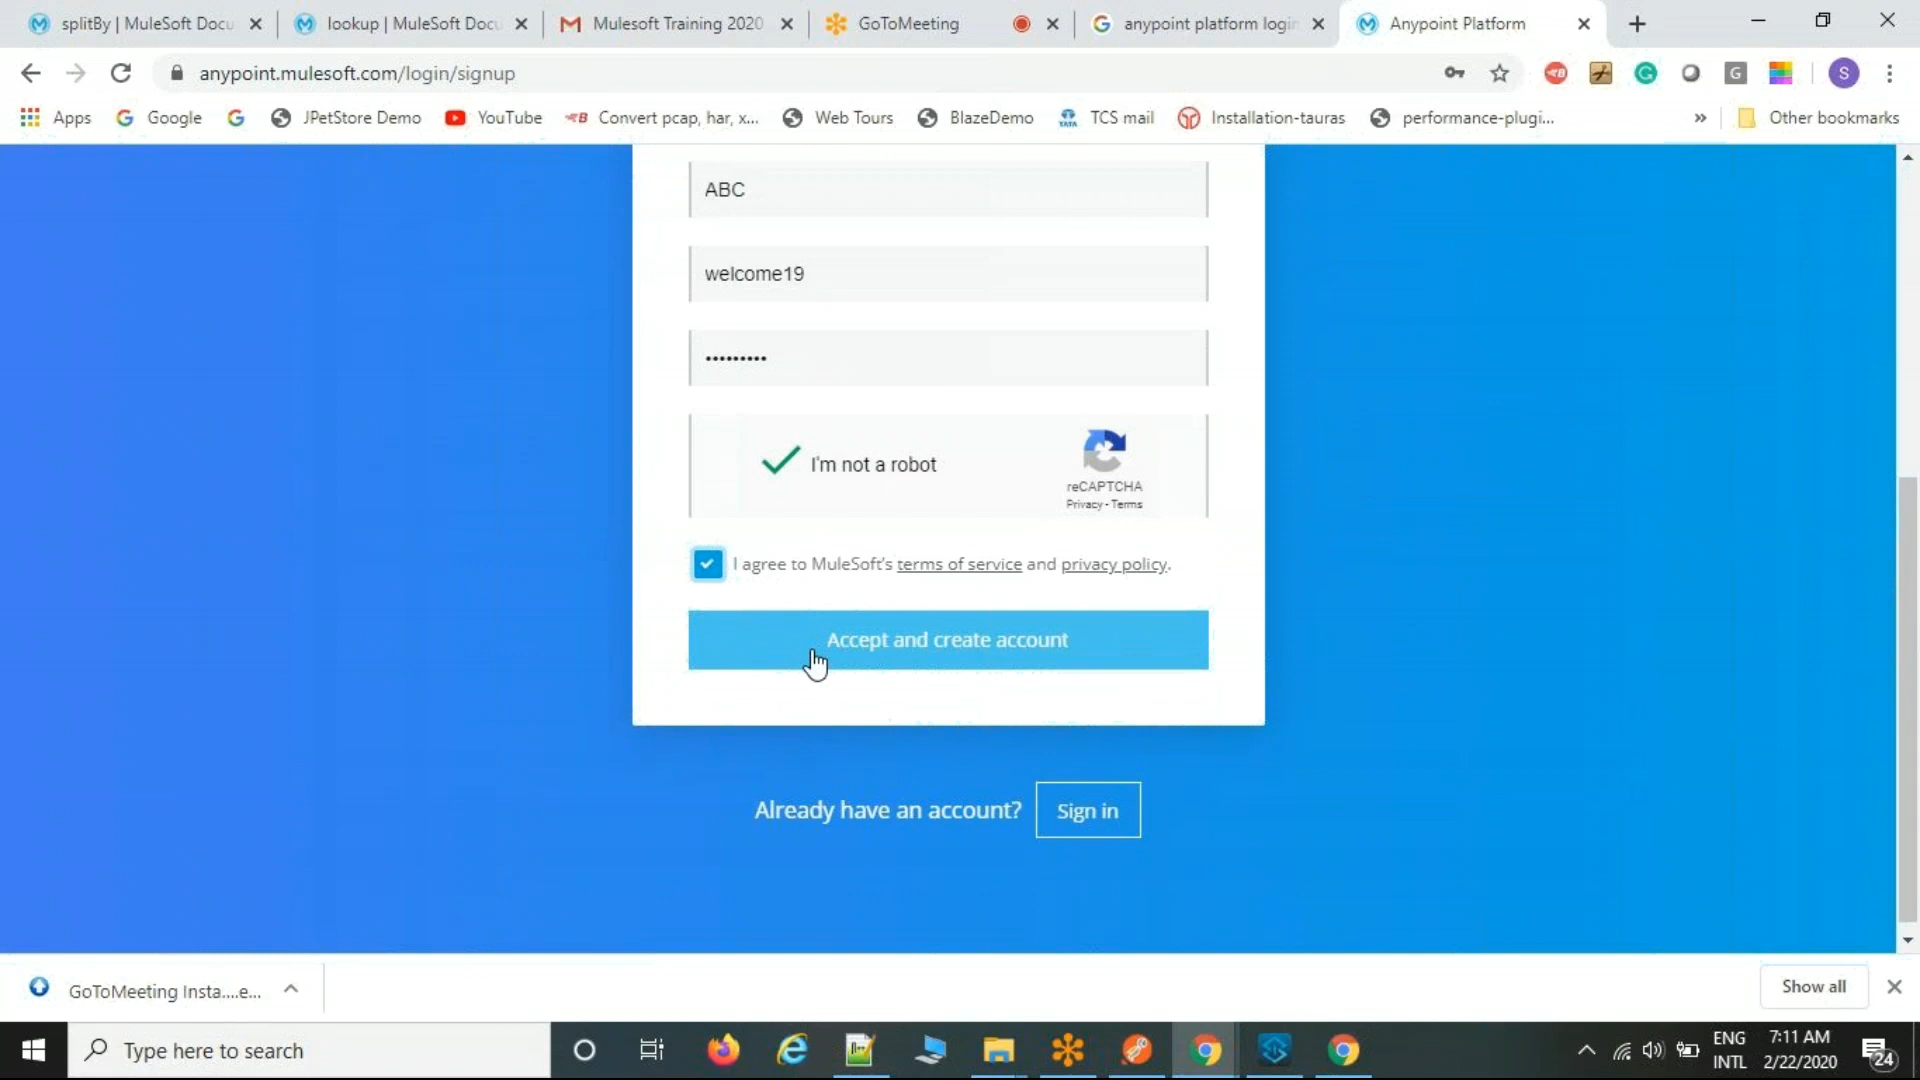 splitBy | MuleSoft Docu
lookup | MuleSoft Docu
Mulesoft Training 2020
GoToMeeting
anypoint platform login
Anypoint Platform
anypoint.mulesoft.com/login/signup
Apps
Google
JPetStore Demo
YouTube
Convert pcap, har, x...
Web Tours
BlazeDemo
TCS mail
Installation-tauras
performance-plugi...
»
Other bookmarks
ABC
welcome19
•••••••••
I'm not a robot
reCAPTCHA
Privacy - Terms
I agree to MuleSoft's terms of service and privacy policy.
Accept and create account
Already have an account?
Sign in
GoToMeeting Insta....e...
Show all
Type here to search
ENG
INTL
7:11 AM
2/22/2020
24